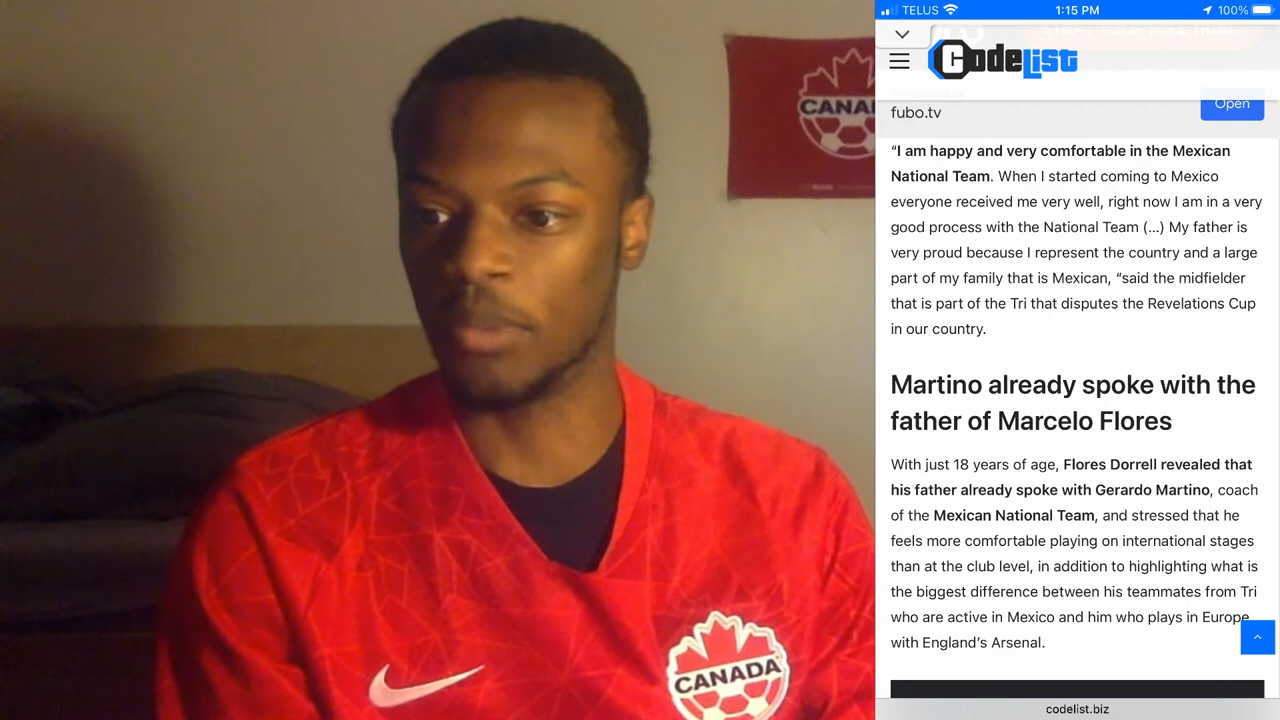 CANADA
CANADA
TELUS
1:15 PM
100%
CodeList
fubo.tv
Open
“I am happy and very comfortable in the Mexican
National Team. When I started coming to Mexico
everyone received me very well, right now I am in a very
good process with the National Team (...) My father is
very proud because I represent the country and a large
part of my family that is Mexican, “said the midfielder
that is part of the Tri that disputes the Revelations Cup
in our country.
Martino already spoke with the
father of Marcelo Flores
With just 18 years of age, Flores Dorrell revealed that
his father already spoke with Gerardo Martino, coach
of the Mexican National Team, and stressed that he
feels more comfortable playing on international stages
than at the club level, in addition to highlighting what is
the biggest difference between his teammates from Tri
who are active in Mexico and him who plays in Europe
with England’s Arsenal.
codelist.biz